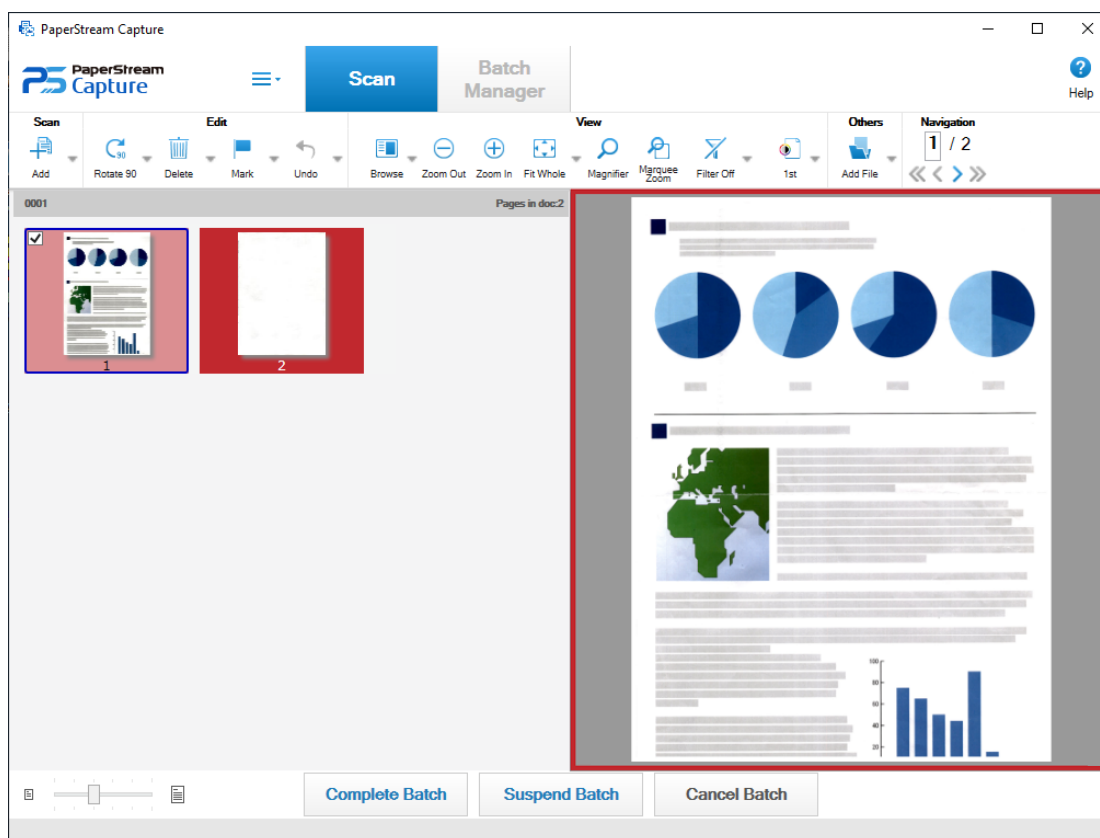 PaperStream Capture
PS PaperStream Capture
Scan
Batch Manager
Help
Scan Edit View Others Navigation
1 / 2
90
Add Rotate 90 Delete Mark Undo Browse Zoom Out Zoom In Fit Whole Magnifier Marquee Zoom Filter Off 1st Add File
0001 Pages in doc:2
1 2
100
80
60
40
20
Complete Batch Suspend Batch Cancel Batch